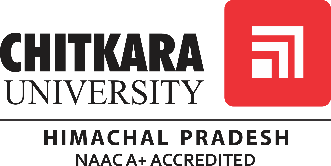 CHITKARA
UNIVERSITY
HIMACHAL PRADESH
NAAC A+ ACCREDITED